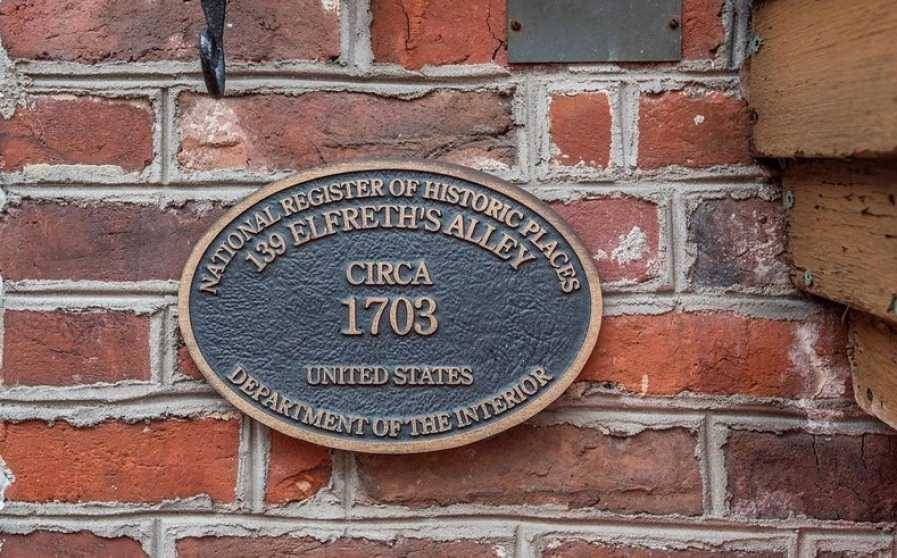 NATIONAL REGISTER OF HISTORIC PLACES
139 ELFRETH'S ALLEY
CIRCA
1703
UNITED STATES
DEPARTMENT OF THE INTERIOR